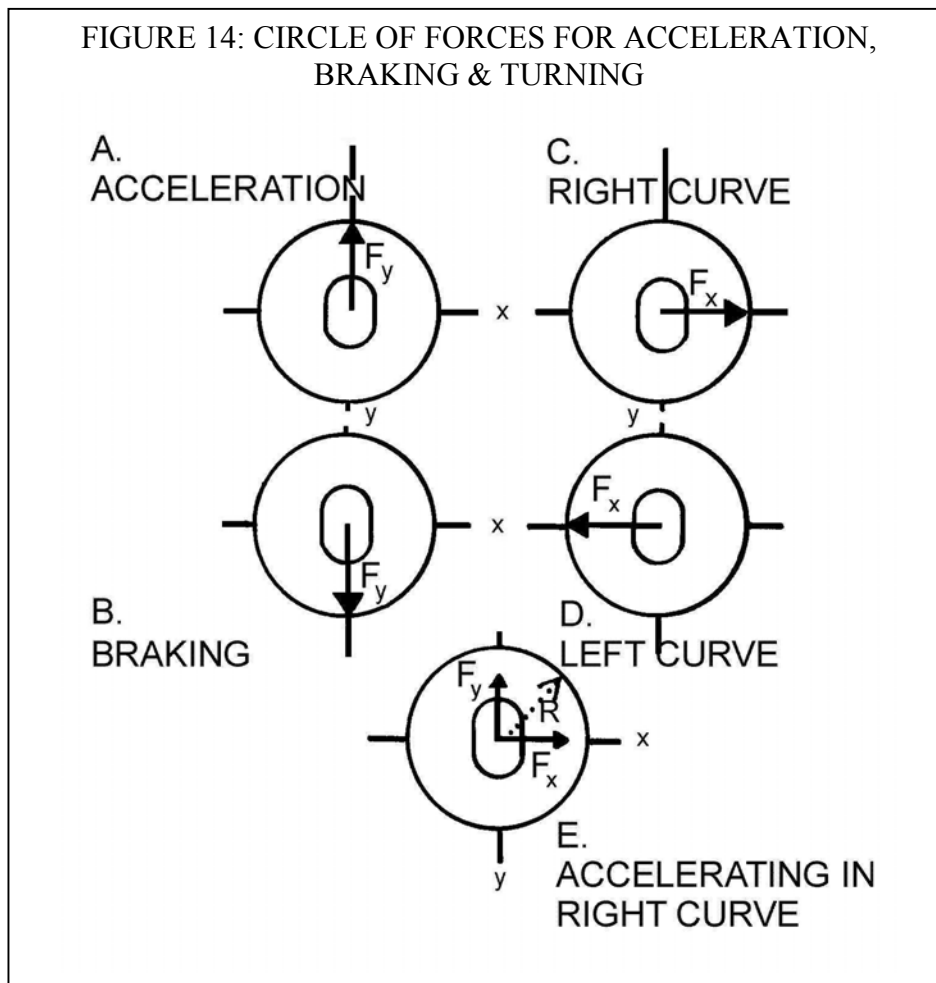 FIGURE 14: CIRCLE OF FORCES FOR ACCELERATION,
BRAKING & TURNING
A.
ACCELERATION
Fy
x
y
C.
RIGHT CURVE
Fx
y
B.
BRAKING
Fy
x
D.
LEFT CURVE
Fx
Fy
R
Fx
x
y
E.
ACCELERATING IN
RIGHT CURVE